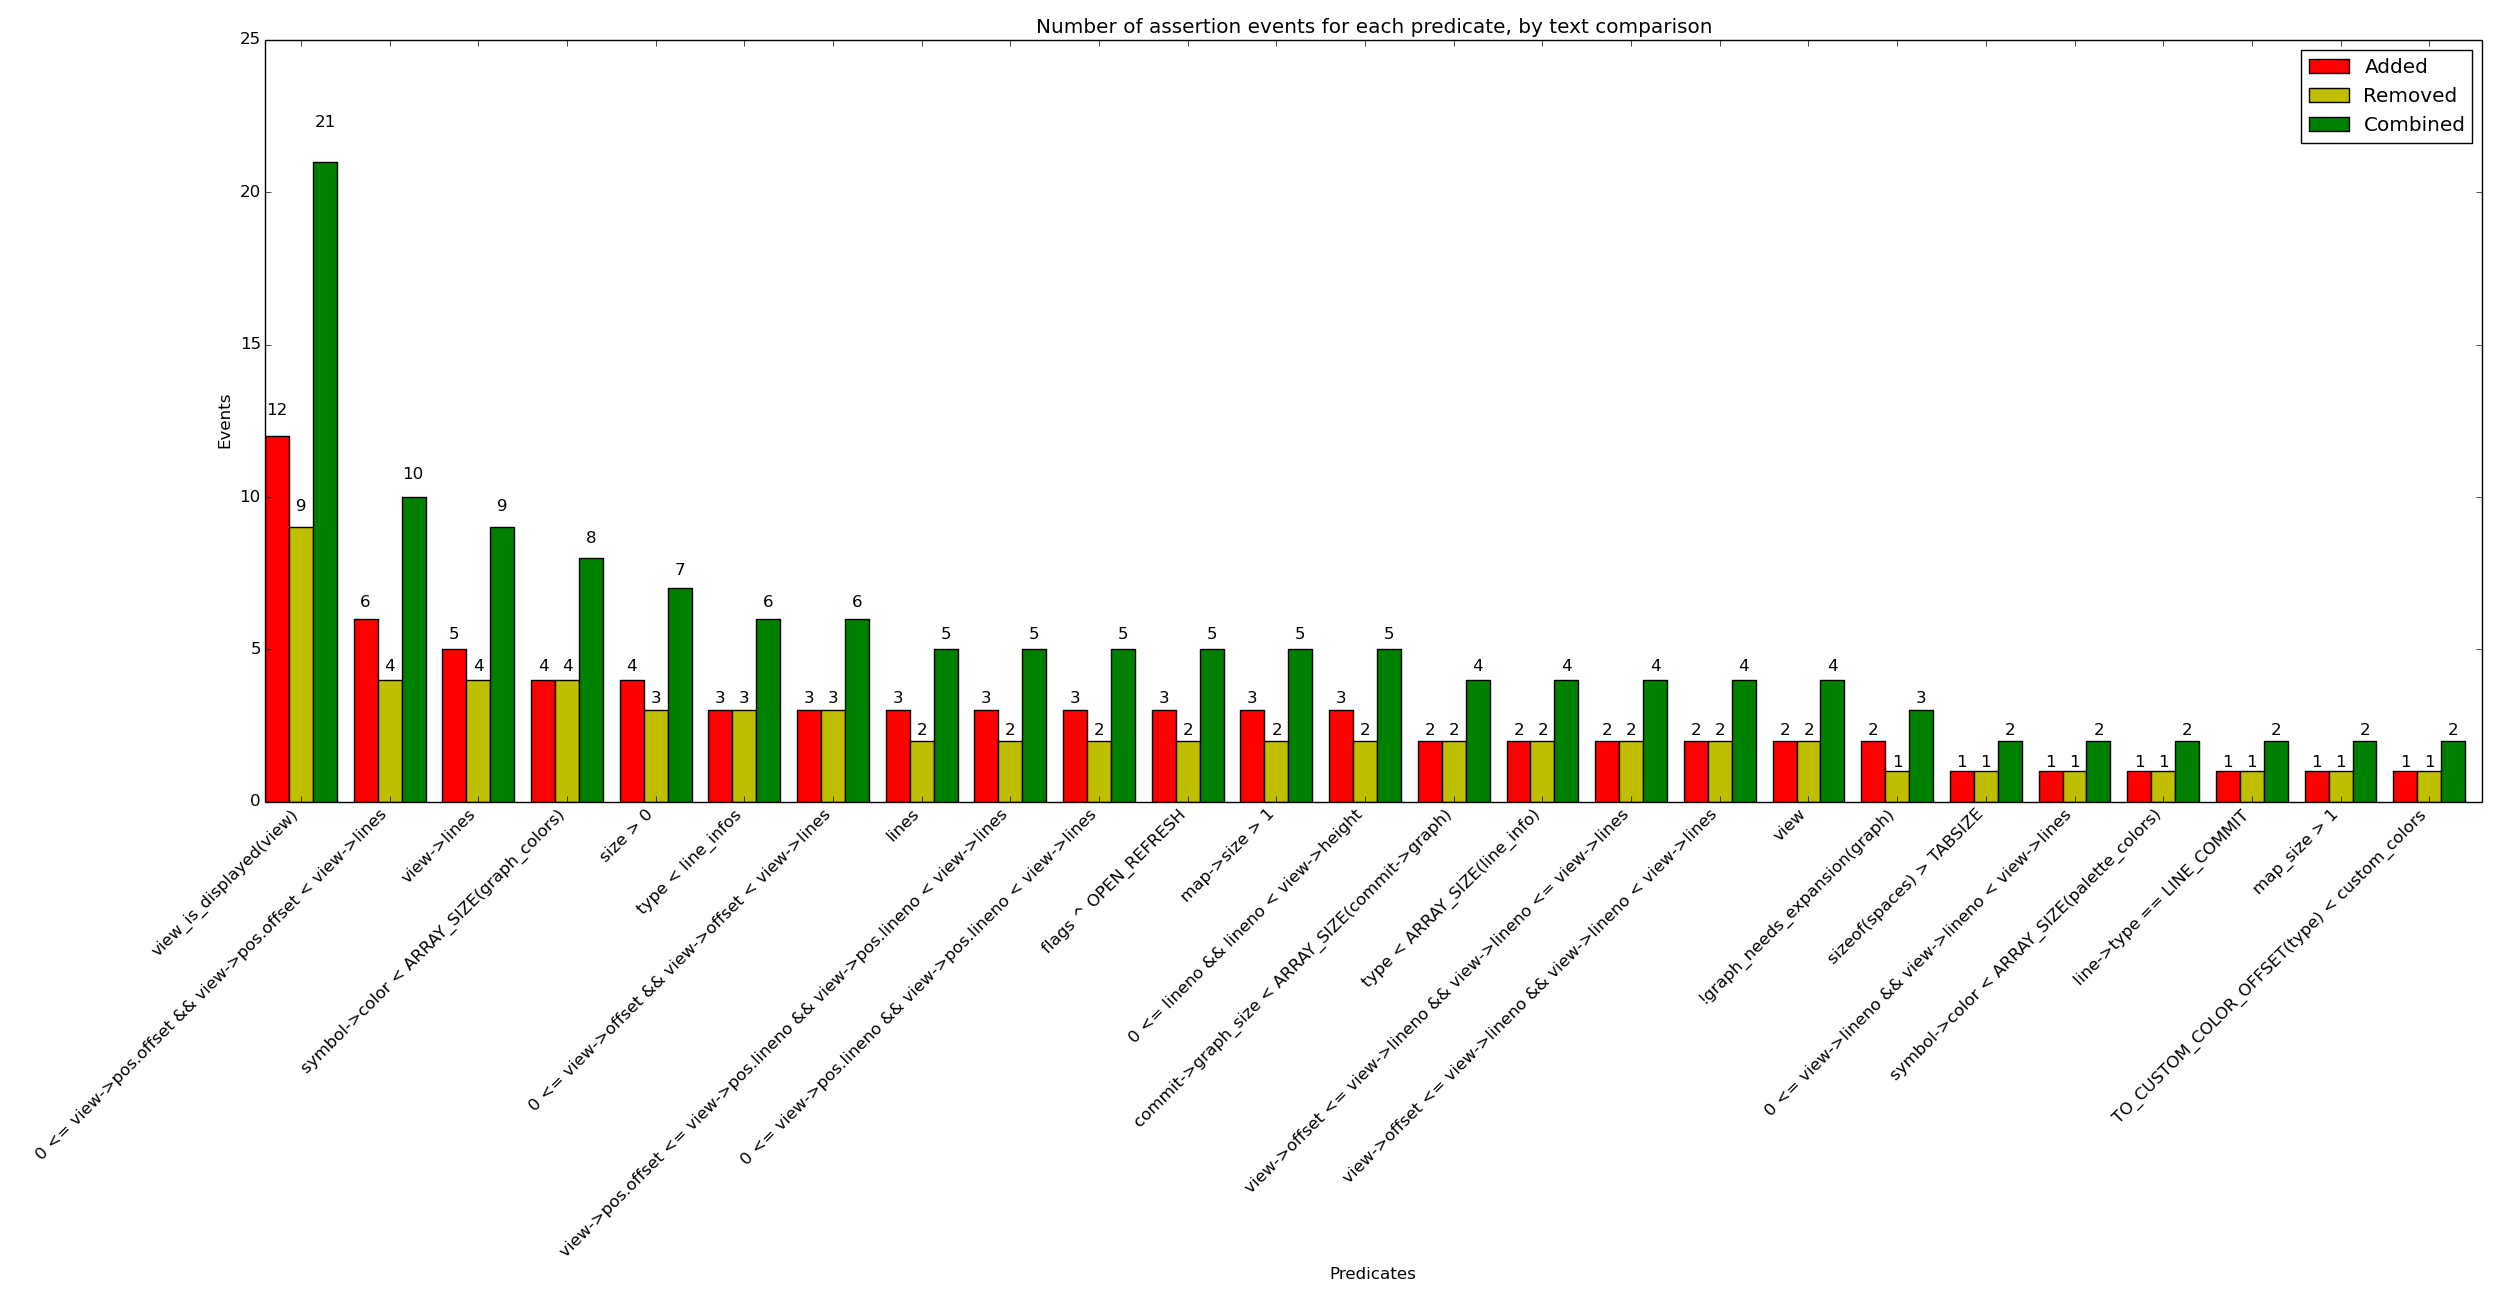 Number of assertion events for each predicate, by text comparison
25
20
15
10
5
0
Events
Added
Removed
Combined
12 9 21
6 4 10
5 4 9
4 4 8
4 3 7
3 3 6
3 3 6
3 2 5
3 2 5
3 2 5
3 2 5
3 2 5
3 2 5
2 2 4
2 2 4
2 2 4
2 2 4
2 2 4
2 1 3
1 1 2
1 1 2
1 1 2
1 1 2
1 1 2
1 1 2
view_is_displayed(view)
0 <= view->pos.offset && view->pos.offset < view->lines
view->lines
symbol->color < ARRAY_SIZE(graph_colors)
size > 0
type < line_infos
0 <= view->offset && view->offset < view->lines
lines
view->pos.offset <= view->pos.lineno && view->pos.lineno < view->lines
0 <= view->pos.lineno && view->pos.lineno < view->lines
flags ^ OPEN_REFRESH
map->size > 1
0 <= lineno && lineno < view->height
commit->graph_size < ARRAY_SIZE(commit->graph)
type < ARRAY_SIZE(line_info)
view->offset <= view->lineno && view->lineno <= view->lines
view->offset <= view->lineno && view->lineno < view->lines
view
!graph_needs_expansion(graph)
sizeof(spaces) > TABSIZE
0 <= view->lineno && view->lineno < view->lines
symbol->color < ARRAY_SIZE(palette_colors)
line->type == LINE_COMMIT
map_size > 1
TO_CUSTOM_COLOR_OFFSET(type) < custom_colors
Predicates